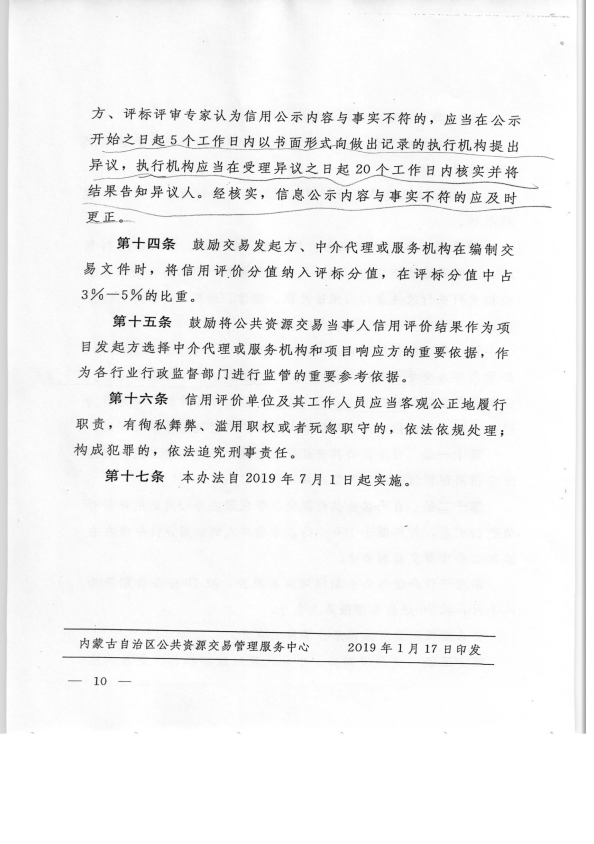 方、评标评审专家认为信用公示内容与事实不符的，应当在公示
开始之日起5个工作日内以书面形式向做出记录的执行机构提出
异议，执行机构应当在受理异议之日起20个工作日内核实并将
结果告知异议人。经核实，信息公示内容与事实不符的应及时
更正。
第十四条 鼓励交易发起方、中介代理或服务机构在编制交
易文件时，将信用评价分值纳入评标分值，在评标分值中占
3%—5%的比重。
第十五条 鼓励将公共资源交易当事人信用评价结果作为项
目发起方选择中介代理或服务机构和项目响应方的重要依据，作
为各行业行政监督部门进行监管的重要参考依据。
第十六条 信用评价单位及其工作人员应当客观公正地履行
职责，有徇私舞弊、滥用职权或者玩忽职守的，依法依规处理；
构成犯罪的，依法追究刑事责任。
第十七条 本办法自2019年7月1日起实施。
内蒙古自治区公共资源交易管理服务中心 2019年1月17日印发
— 10 —